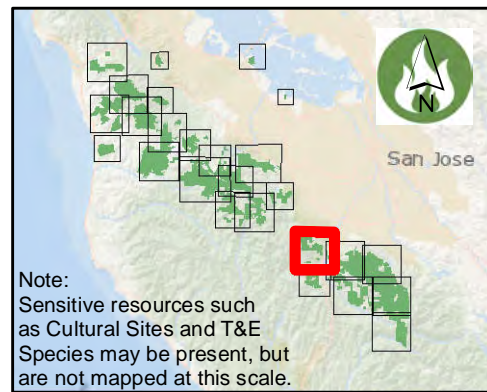 N
San Jose
Note:
Sensitive resources such
as Cultural Sites and T&E
Species may be present, but
are not mapped at this scale.